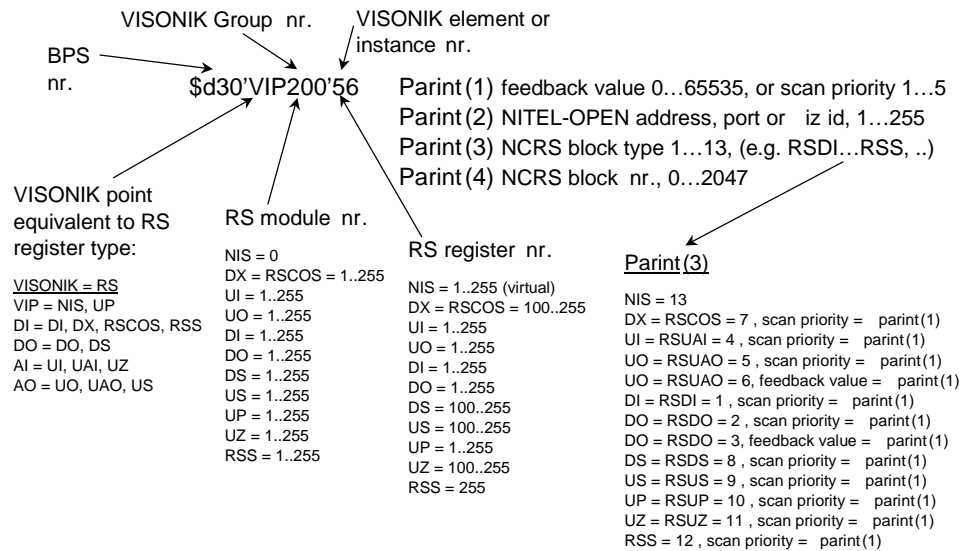 VISONIK Group nr.
VISONIK element or
instance nr.
BPS
nr.
$d30’VIP200’56
Parint(1) feedback value 0…65535, or scan priority 1…5
Parint(2) NITEL-OPEN address, port or iz id, 1…255
Parint(3) NCRS block type 1…13, (e.g. RSDI…RSS, ..)
Parint(4) NCRS block nr., 0…2047
VISONIK point
equivalent to RS
register type:
VISONIK = RS
VIP = NIS, UP
DI = DI, DX, RSCOS, RSS
DO = DO, DS
AI = UI, UAI, UZ
AO = UO, UAO, US
RS module nr.
NIS = 0
DX = RSCOS = 1..255
UI = 1..255
UO = 1..255
DI = 1..255
DO = 1..255
DS = 1..255
US = 1..255
UP = 1..255
UZ = 1..255
RSS = 1..255
RS register nr.
NIS = 1..255 (virtual)
DX = RSCOS = 100..255
UI = 1..255
UO = 1..255
DI = 1..255
DO = 1..255
DS = 100..255
US = 100..255
UP = 1..255
UZ = 100..255
RSS = 255
Parint(3)
NIS = 13
DX = RSCOS = 7 , scan priority = parint(1)
UI = RSUAI = 4 , scan priority = parint(1)
UO = RSUAO = 5 , scan priority = parint(1)
UO = RSUAO = 6, feedback value = parint(1)
DI = RSDI = 1 , scan priority = parint(1)
DO = RSDO = 2 , scan priority = parint(1)
DO = RSDO = 3, feedback value = parint(1)
DS = RSDS = 8 , scan priority = parint(1)
US = RSUS = 9 , scan priority = parint(1)
UP = RSUP = 10 , scan priority = parint(1)
UZ = RSUZ = 11 , scan priority = parint(1)
RSS = 12 , scan priority = parint(1)